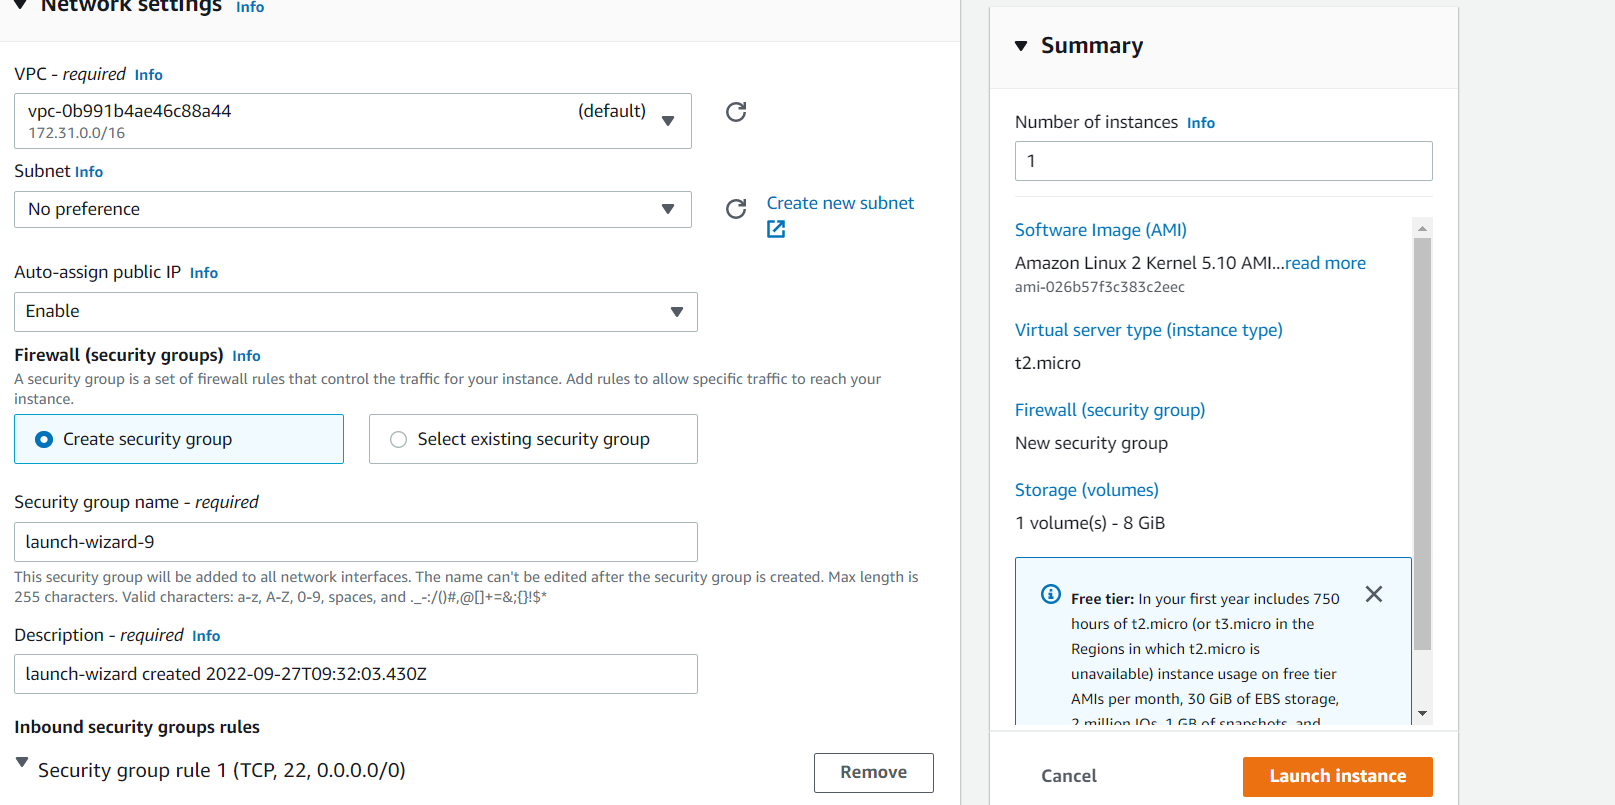 Network settings Info
VPC - required Info
vpc-0b991b4ae46c88a44 (default)
172.31.0.0/16
Subnet Info
No preference
Create new subnet
Auto-assign public IP Info
Enable
Firewall (security groups) Info
A security group is a set of firewall rules that control the traffic for your instance. Add rules to allow specific traffic to reach your
instance.
Create security group
Select existing security group
Security group name - required
launch-wizard-9
This security group will be added to all network interfaces. The name can't be edited after the security group is created. Max length is
255 characters. Valid characters: a-z, A-Z, 0-9, spaces, and ._-:/()#,@[]+=&;{}!$*
Description - required Info
launch-wizard created 2022-09-27T09:32:03.430Z
Inbound security groups rules
Security group rule 1 (TCP, 22, 0.0.0.0/0)
Remove
Summary
Number of instances Info
1
Software Image (AMI)
Amazon Linux 2 Kernel 5.10 AMI...read more
ami-026b57f3c383c2eec
Virtual server type (instance type)
t2.micro
Firewall (security group)
New security group
Storage (volumes)
1 volume(s) - 8 GiB
Free tier: In your first year includes 750
hours of t2.micro (or t3.micro in the
Regions in which t2.micro is
unavailable) instance usage on free tier
AMIs per month, 30 GiB of EBS storage,
2 million IOs, 1 GB of snapshots, and
Cancel
Launch instance